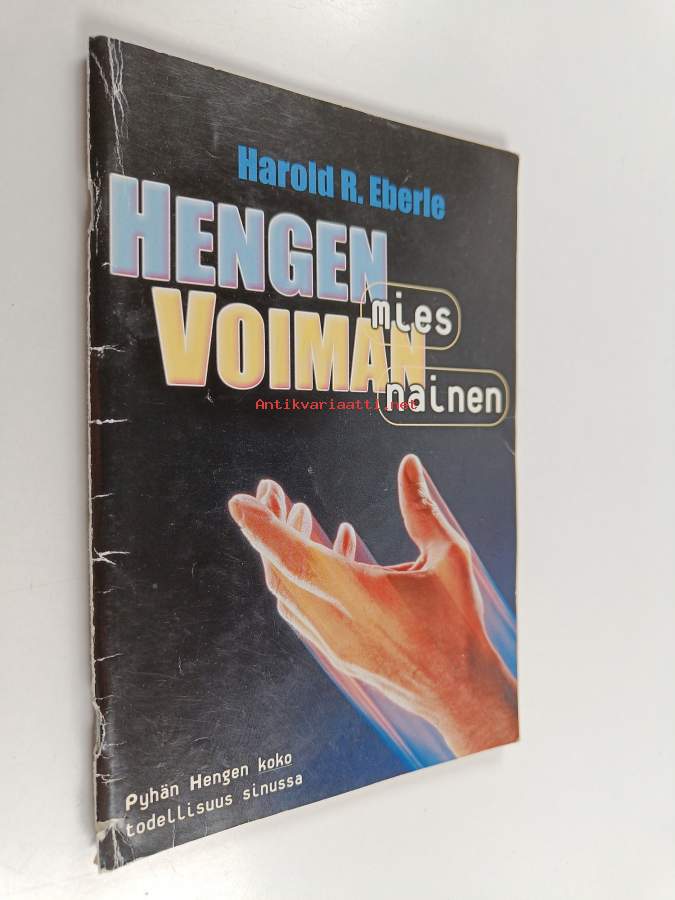 Harold R. Eberle
HENGEN
mies
VOIMAN
nainen
Antikvariaatti.net
Pyhän Hengen koko
todellisuus sinussa